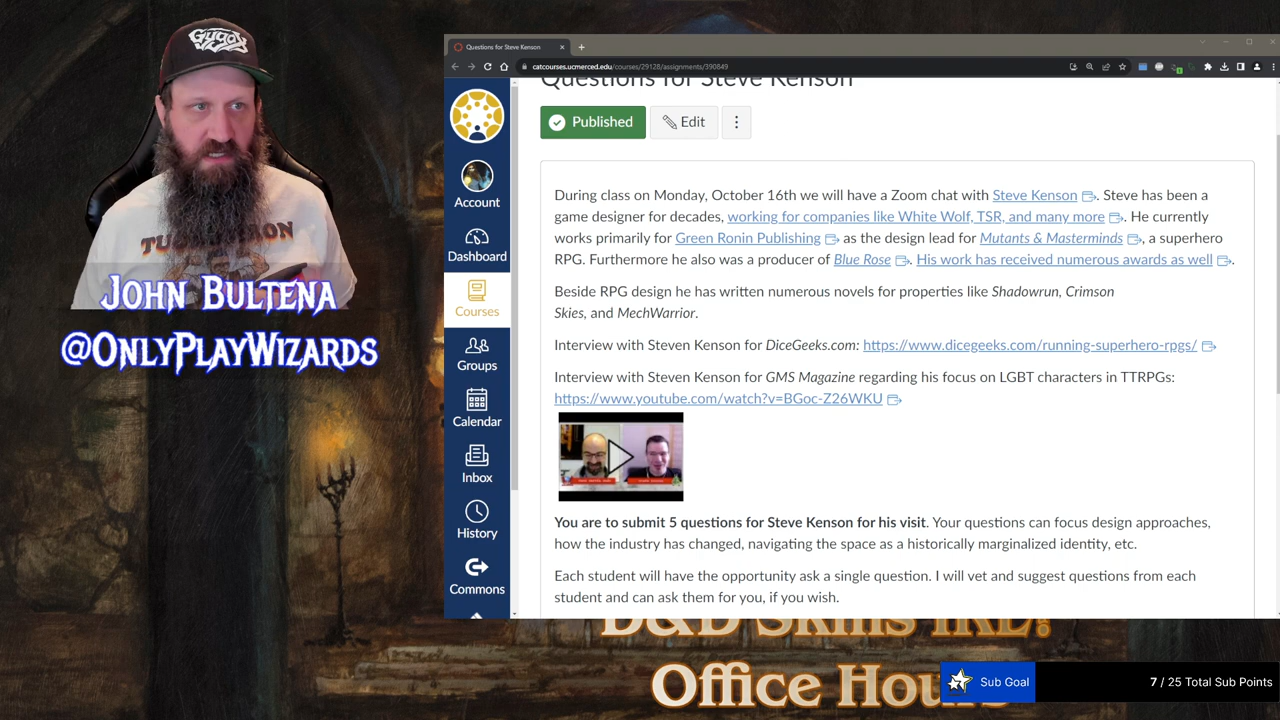 Gygax
TUCSON
John Bultena
@OnlyPlayWizards
Questions for Steve Kenson
catcourses.ucmerced.edu/courses/29128/assignments/390849
Questions for Steve Kenson
Published
Edit
Account
Dashboard
Courses
Groups
Calendar
Inbox
History
Commons
During class on Monday, October 16th we will have a Zoom chat with Steve Kenson. Steve has been a
game designer for decades, working for companies like White Wolf, TSR, and many more. He currently
works primarily for Green Ronin Publishing as the design lead for Mutants & Masterminds, a superhero
RPG. Furthermore he also was a producer of Blue Rose. His work has received numerous awards as well.
Beside RPG design he has written numerous novels for properties like Shadowrun, Crimson
Skies, and MechWarrior.
Interview with Steven Kenson for DiceGeeks.com: https://www.dicegeeks.com/running-superhero-rpgs/
Interview with Steven Kenson for GMS Magazine regarding his focus on LGBT characters in TTRPGs:
https://www.youtube.com/watch?v=BGoc-Z26WKU
You are to submit 5 questions for Steve Kenson for his visit. Your questions can focus design approaches,
how the industry has changed, navigating the space as a historically marginalized identity, etc.
Each student will have the opportunity ask a single question. I will vet and suggest questions from each
student and can ask them for you, if you wish.
D&D Skills IRL!
Office Hours
Sub Goal
7 / 25 Total Sub Points